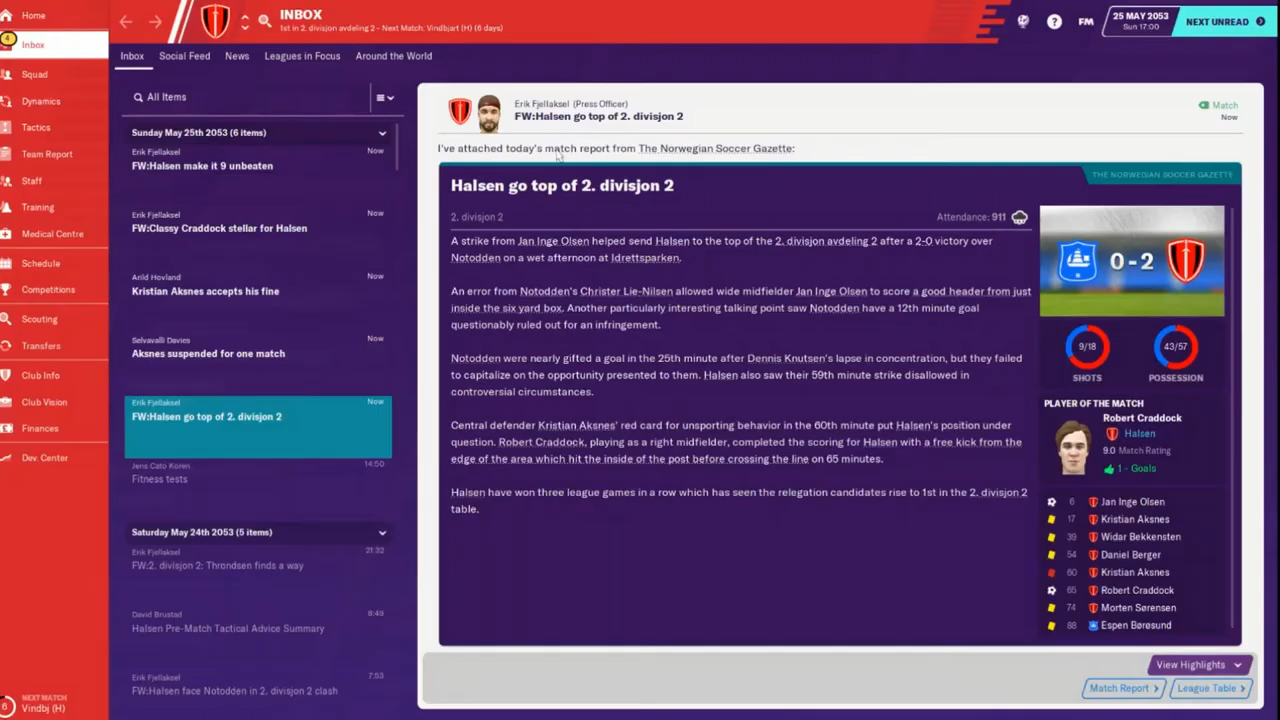 Home
INBOX
1st in 2. divisjon avdeling 2 - Next Match: Vindbjart (H) (6 days)
FM
25 MAY 2053
Sun 17:00
NEXT UNREAD
4
Inbox
Squad
Dynamics
Tactics
Team Report
Staff
Training
Medical Centre
Schedule
Competitions
Scouting
Transfers
Club Info
Club Vision
Finances
Dev. Center
NEXT MATCH
6
Vindbj (H)
Inbox
Social Feed
News
Leagues in Focus
Around the World
All Items
Sunday May 25th 2053 (6 items)
Erik Fjellaksel
Now
FW:Halsen make it 9 unbeaten
Erik Fjellaksel
Now
FW:Classy Craddock stellar for Halsen
Arild Hovland
Now
Kristian Aksnes accepts his fine
Selvavalli Davies
Now
Aksnes suspended for one match
Erik Fjellaksel
Now
FW:Halsen go top of 2. divisjon 2
Jens Cato Koren
14:50
Fitness tests
Saturday May 24th 2053 (5 items)
Erik Fjellaksel
21:32
FW:2. divisjon 2: Throndsen finds a way
David Brustad
8:49
Halsen Pre-Match Tactical Advice Summary
Erik Fjellaksel
7:53
FW:Halsen face Notodden in 2. divisjon 2 clash
Erik Fjellaksel (Press Officer)
FW:Halsen go top of 2. divisjon 2
Match
Now
I've attached today's match report from The Norwegian Soccer Gazette:
THE NORWEGIAN SOCCER GAZETTE
Halsen go top of 2. divisjon 2
2. divisjon 2
Attendance: 911
A strike from Jan Inge Olsen helped send Halsen to the top of the 2. divisjon avdeling 2 after a 2-0 victory over
Notodden on a wet afternoon at Idrettsparken.
An error from Notodden's Christer Lie-Nilsen allowed wide midfielder Jan Inge Olsen to score a good header from just
inside the six yard box. Another particularly interesting talking point saw Notodden have a 12th minute goal
questionably ruled out for an infringement.
Notodden were nearly gifted a goal in the 25th minute after Dennis Knutsen's lapse in concentration, but they failed
to capitalize on the opportunity presented to them. Halsen also saw their 59th minute strike disallowed in
controversial circumstances.
Central defender Kristian Aksnes' red card for unsporting behavior in the 60th minute put Halsen's position under
question. Robert Craddock, playing as a right midfielder, completed the scoring for Halsen with a free kick from the
edge of the area which hit the inside of the post before crossing the line on 65 minutes.
Halsen have won three league games in a row which has seen the relegation candidates rise to 1st in the 2. divisjon 2
table.
0-2
9/18
43/57
SHOTS
POSSESSION
PLAYER OF THE MATCH
Robert Craddock
Halsen
9.0 Match Rating
1 - Goals
6 Jan Inge Olsen
17 Kristian Aksnes
39 Widar Bekkensten
54 Daniel Berger
60 Kristian Aksnes
65 Robert Craddock
74 Morten Sørensen
88 Espen Børesund
View Highlights
Match Report
League Table